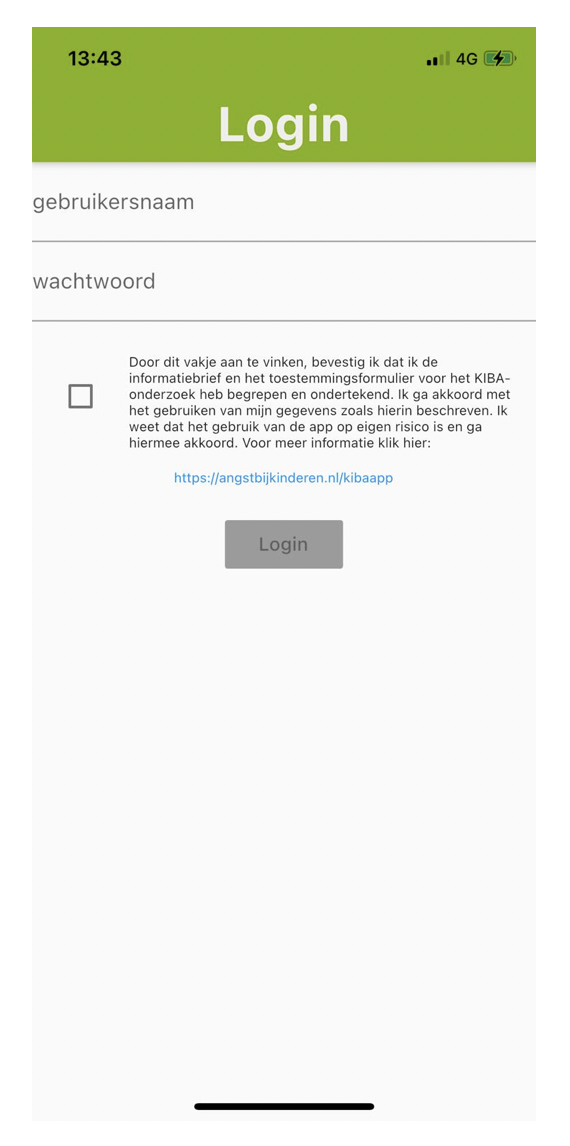 13:43
4G
Login
gebruikersnaam
wachtwoord
Door dit vakje aan te vinken, bevestig ik dat ik de
informatiebrief en het toestemmingsformulier voor het KIBA-
onderzoek heb begrepen en ondertekend. Ik ga akkoord met
het gebruiken van mijn gegevens zoals hierin beschreven. Ik
weet dat het gebruik van de app op eigen risico is en ga
hiermee akkoord. Voor meer informatie klik hier:
https://angstbijkinderen.nl/kibaapp
Login